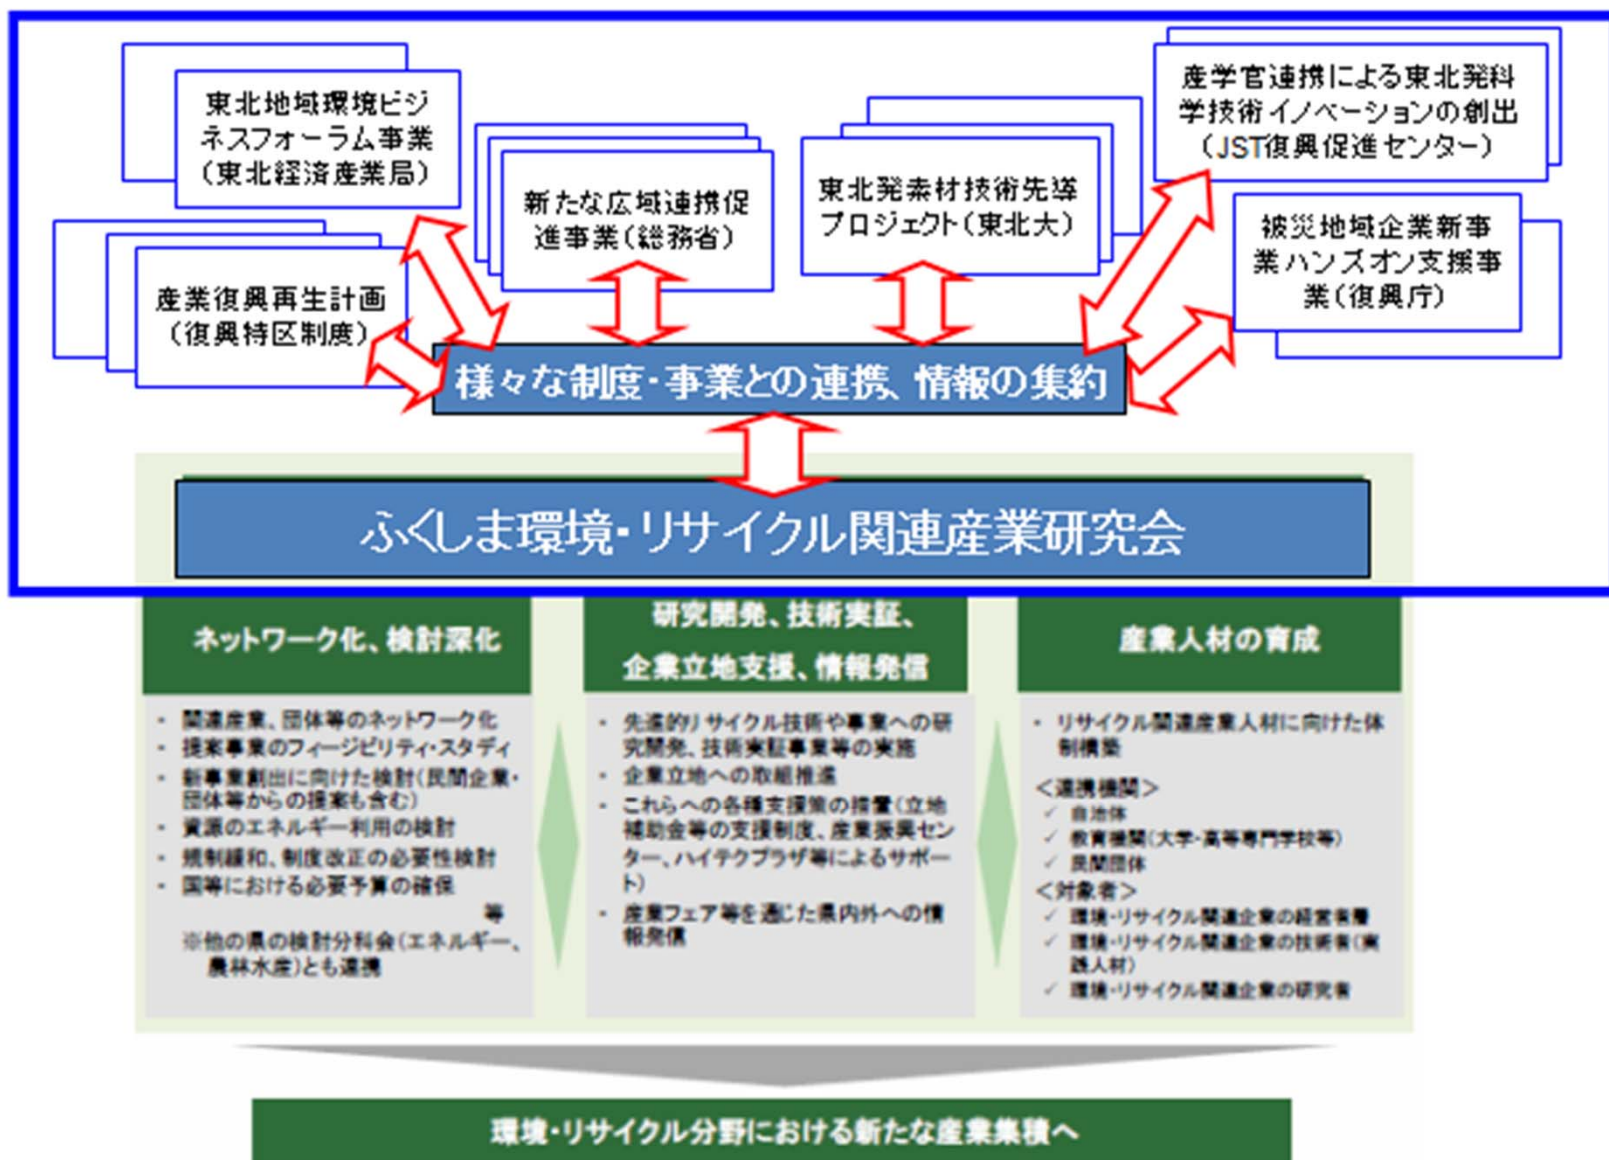 東北地域環境ビジ
ネスフォーラム事業
(東北経済産業局)
産業復興再生計画
(復興特区制度)
新たな広域連携促
進事業(総務省)
東北発素材技術先導
プロジェクト(東北大)
産学官連携による東北発科
学技術イノベーションの創出
(JST復興促進センター)
被災地域企業新事
業ハンズオン支援事
業(復興庁)
様々な制度・事業との連携、情報の集約
ふくしま環境・リサイクル関連産業研究会
ネットワーク化、検討深化
・ 関連産業、団体等のネットワーク化
・ 提案事業のフィージビリティ・スタディ
・ 新事業創出に向けた検討(民間企業・
団体等からの提案も含む)
・ 資源のエネルギー利用の検討
・ 規制緩和、制度改正の必要性検討
・ 国等における必要予算の確保
等
※他の県の検討分科会(エネルギー、
農林水産)とも連携
研究開発、技術実証、
企業立地支援、情報発信
・ 先進的リサイクル技術や事業への研
究開発、技術実証事業等の実施
・ 企業立地への取組推進
・ これらへの各種支援策の措置(立地
補助金等の支援制度、産業振興セン
ター、ハイテクプラザ等によるサポー
ト)
・ 産業フェア等を通じた県内外への情
報発信
産業人材の育成
・ リサイクル関連産業人材に向けた体
制構築
<連携機関>
✓ 自治体
✓ 教育機関(大学・高等専門学校等)
✓ 民間団体
<対象者>
✓ 環境・リサイクル関連企業の経営者層
✓ 環境・リサイクル関連企業の技術者(実
践人材)
✓ 環境・リサイクル関連企業の研究者
環境・リサイクル分野における新たな産業集積へ